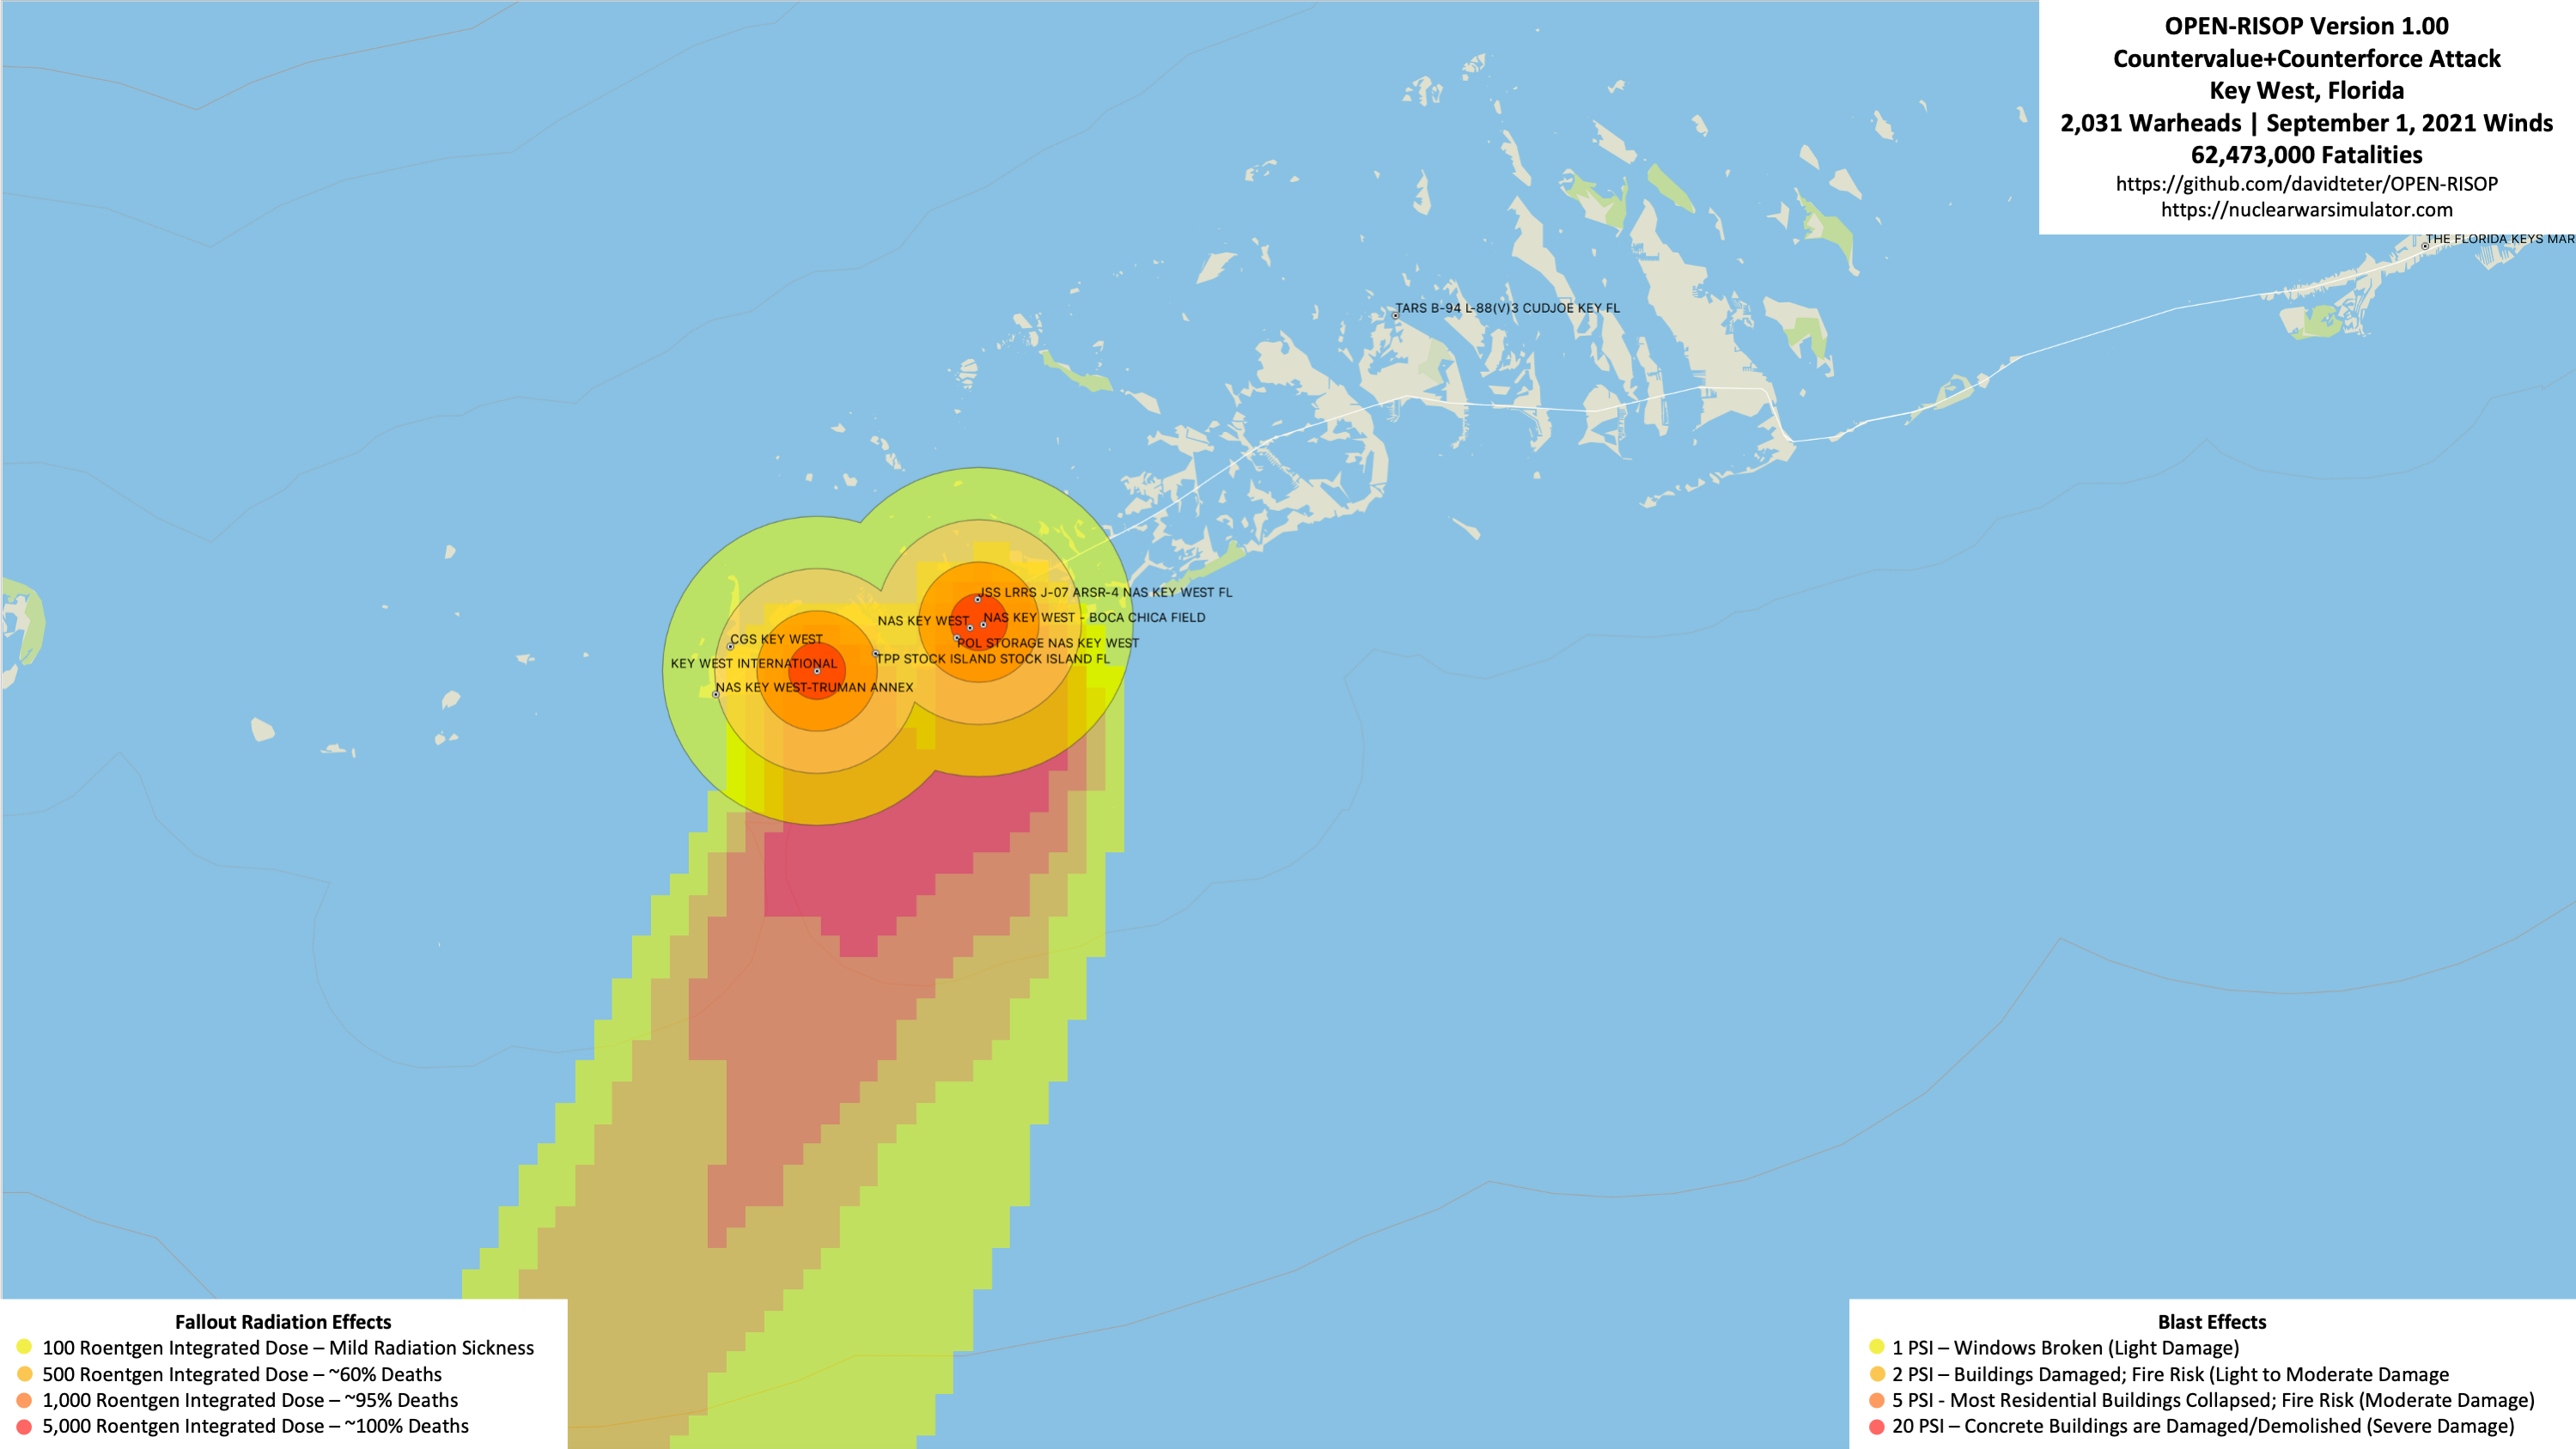 OPEN-RISOP Version 1.00
Countervalue+Counterforce Attack
Key West, Florida
2,031 Warheads | September 1, 2021 Winds
62,473,000 Fatalities
https://github.com/davidteter/OPEN-RISOP
https://nuclearwarsimulator.com
THE FLORIDA KEYS MAR
TARS B-94 L-88(V)3 CUDJOE KEY FL
JSS LRRS J-07 ARSR-4 NAS KEY WEST FL
NAS KEY WEST - BOCA CHICA FIELD
NAS KEY WEST
CGS KEY WEST
POL STORAGE NAS KEY WEST
TPP STOCK ISLAND STOCK ISLAND FL
KEY WEST INTERNATIONAL
NAS KEY WEST-TRUMAN ANNEX
Fallout Radiation Effects
100 Roentgen Integrated Dose – Mild Radiation Sickness
500 Roentgen Integrated Dose – ~60% Deaths
1,000 Roentgen Integrated Dose – ~95% Deaths
5,000 Roentgen Integrated Dose – ~100% Deaths
Blast Effects
1 PSI – Windows Broken (Light Damage)
2 PSI – Buildings Damaged; Fire Risk (Light to Moderate Damage
5 PSI - Most Residential Buildings Collapsed; Fire Risk (Moderate Damage)
20 PSI – Concrete Buildings are Damaged/Demolished (Severe Damage)